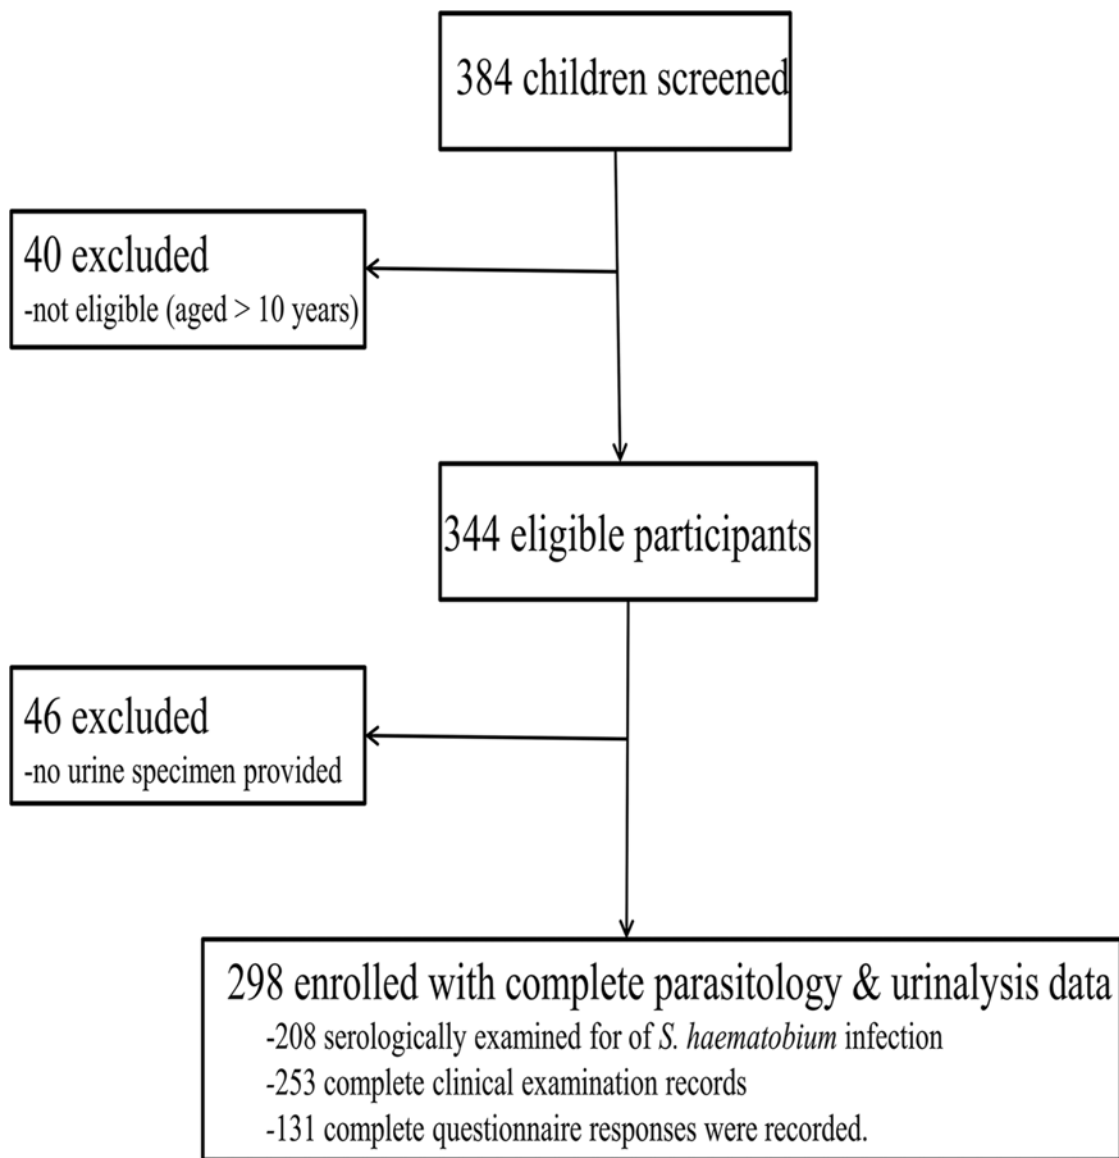 384 children screened
40 excluded
-not eligible (aged > 10 years)
344 eligible participants
46 excluded
-no urine specimen provided
298 enrolled with complete parasitology & urinalysis data
-208 serologically examined for of S. haematobium infection
-253 complete clinical examination records
-131 complete questionnaire responses were recorded.